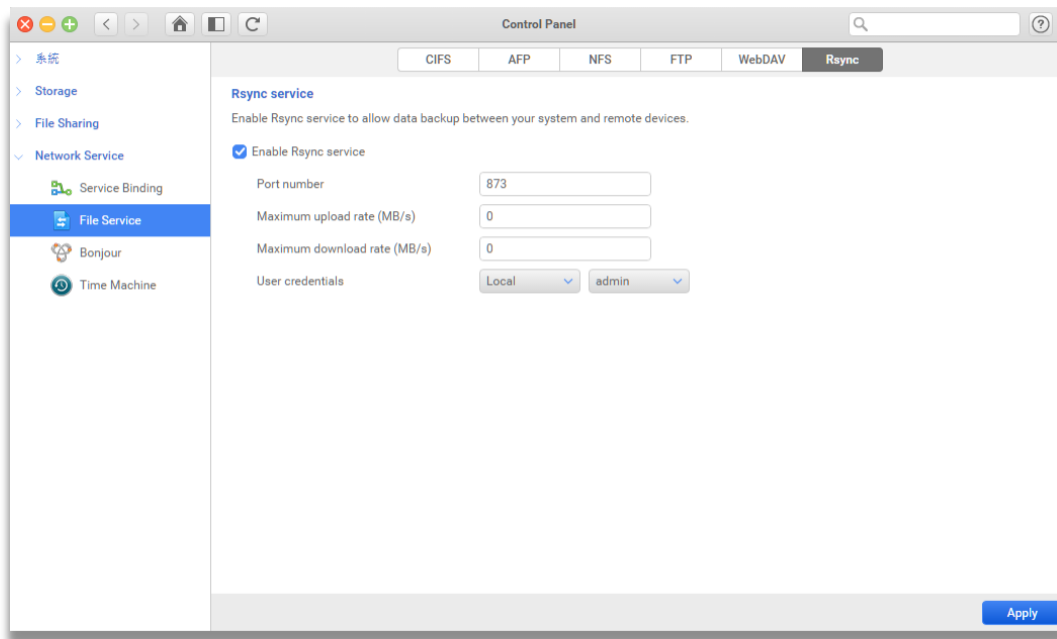 Control Panel
系統
Storage
File Sharing
Network Service
Service Binding
File Service
Bonjour
Time Machine
CIFS AFP NFS FTP WebDAV Rsync
Rsync service
Enable Rsync service to allow data backup between your system and remote devices.
Enable Rsync service
Port number 873
Maximum upload rate (MB/s) 0
Maximum download rate (MB/s) 0
User credentials Local admin
Apply